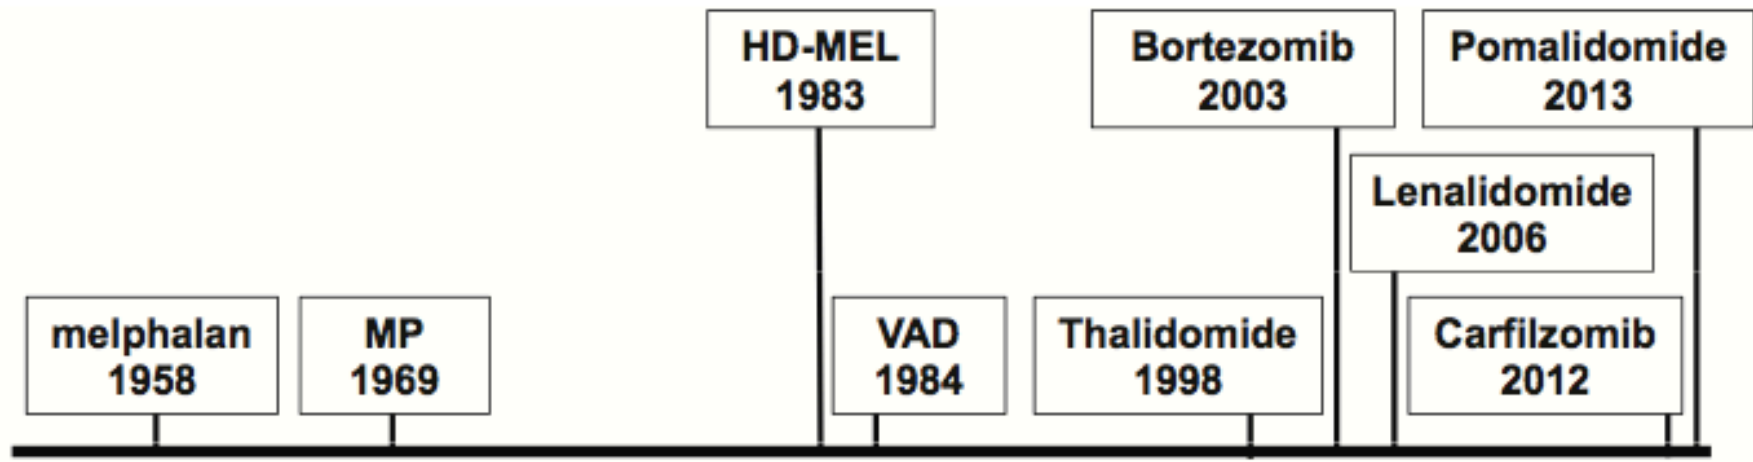 HD-MEL
1983
Bortezomib
2003
Pomalidomide
2013
Lenalidomide
2006
melphalan
1958
MP
1969
VAD
1984
Thalidomide
1998
Carfilzomib
2012